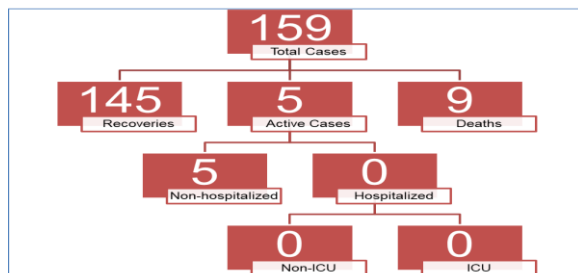 159
Total Cases
145
Recoveries
5
Active Cases
9
Deaths
5
Non-hospitalized
0
Hospitalized
0
Non-ICU
0
ICU